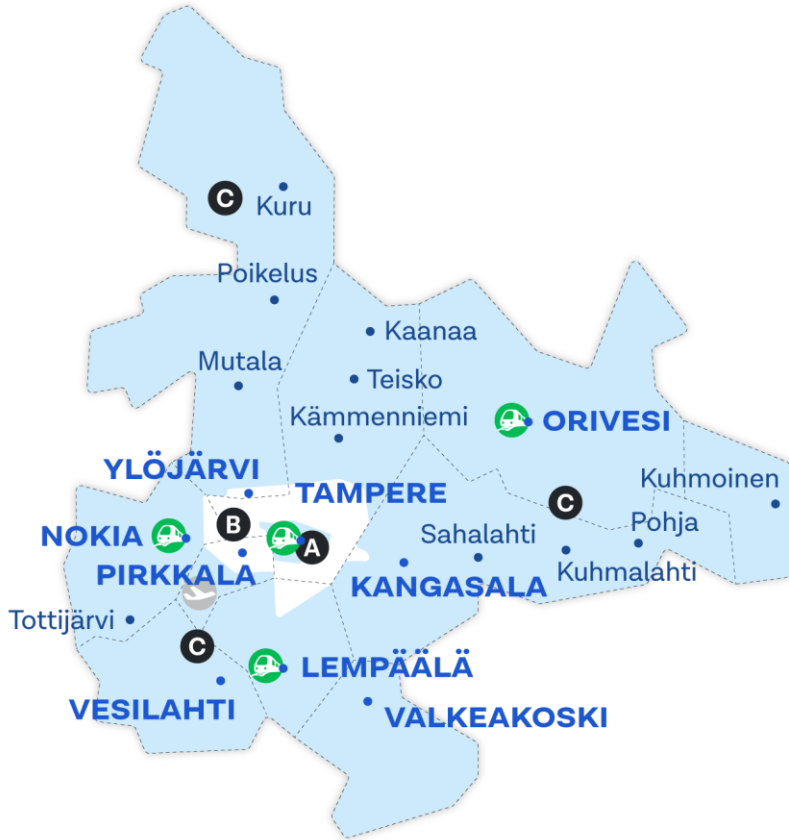 C
Kuru
Poikelus
Kaanaa
Mutala
Teisko
Kämmenniemi
ORIVESI
YLÖJÄRVI
TAMPERE
Kuhmoinen
C
B
NOKIA
A
Sahalahti
Pohja
PIRKKALA
KANGASALA
Kuhmalahti
Tottijärvi
C
LEMPÄÄLÄ
VESILAHTI
VALKEAKOSKI